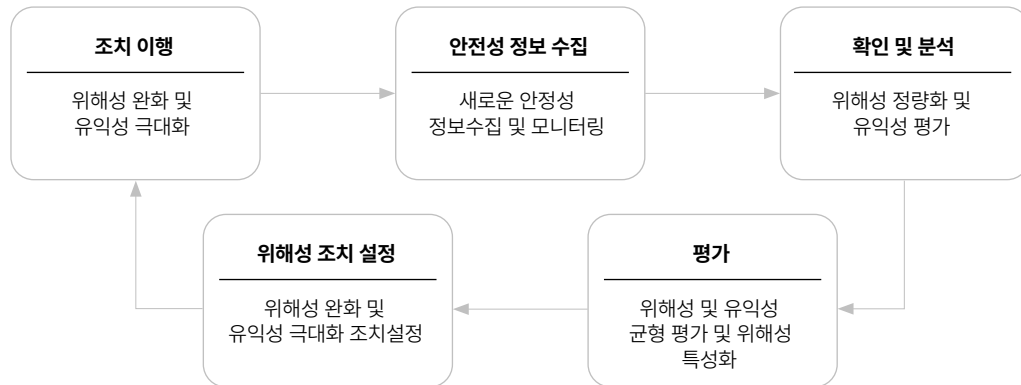 조치 이행
위해성 완화 및
유익성 극대화
안전성 정보 수집
새로운 안정성
정보수집 및 모니터링
확인 및 분석
위해성 정량화 및
유익성 평가
위해성 조치 설정
위해성 완화 및
유익성 극대화 조치설정
평가
위해성 및 유익성
균형 평가 및 위해성
특성화